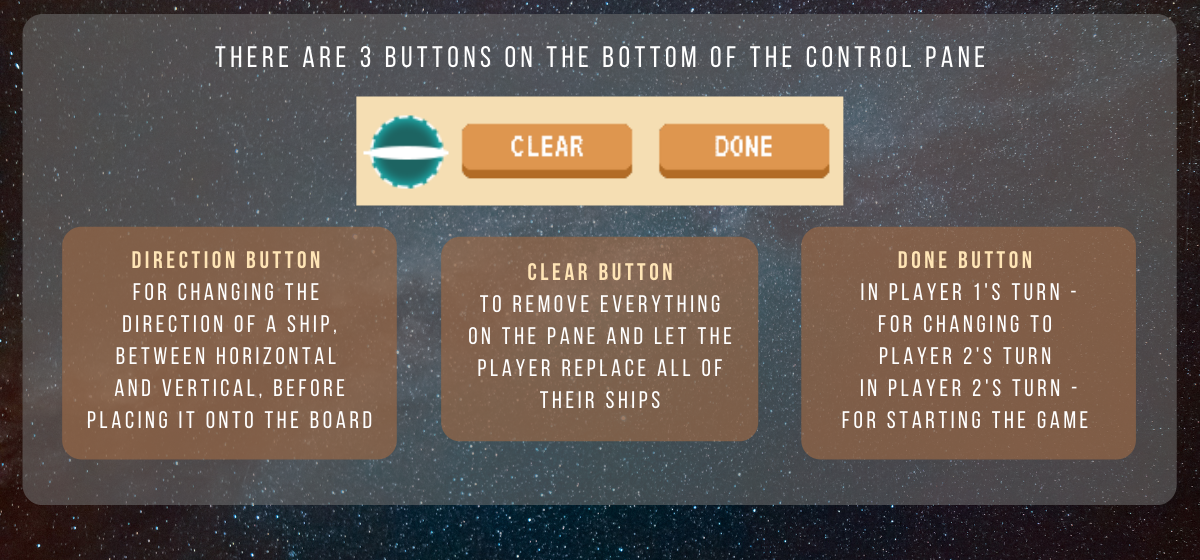 THERE ARE 3 BUTTONS ON THE BOTTOM OF THE CONTROL PANE
CLEAR
DONE
DIRECTION BUTTON
FOR CHANGING THE
DIRECTION OF A SHIP,
BETWEEN HORIZONTAL
AND VERTICAL, BEFORE
PLACING IT ONTO THE BOARD
CLEAR BUTTON
TO REMOVE EVERYTHING
ON THE PANE AND LET THE
PLAYER REPLACE ALL OF
THEIR SHIPS
DONE BUTTON
IN PLAYER 1'S TURN -
FOR CHANGING TO
PLAYER 2'S TURN
IN PLAYER 2'S TURN -
FOR STARTING THE GAME